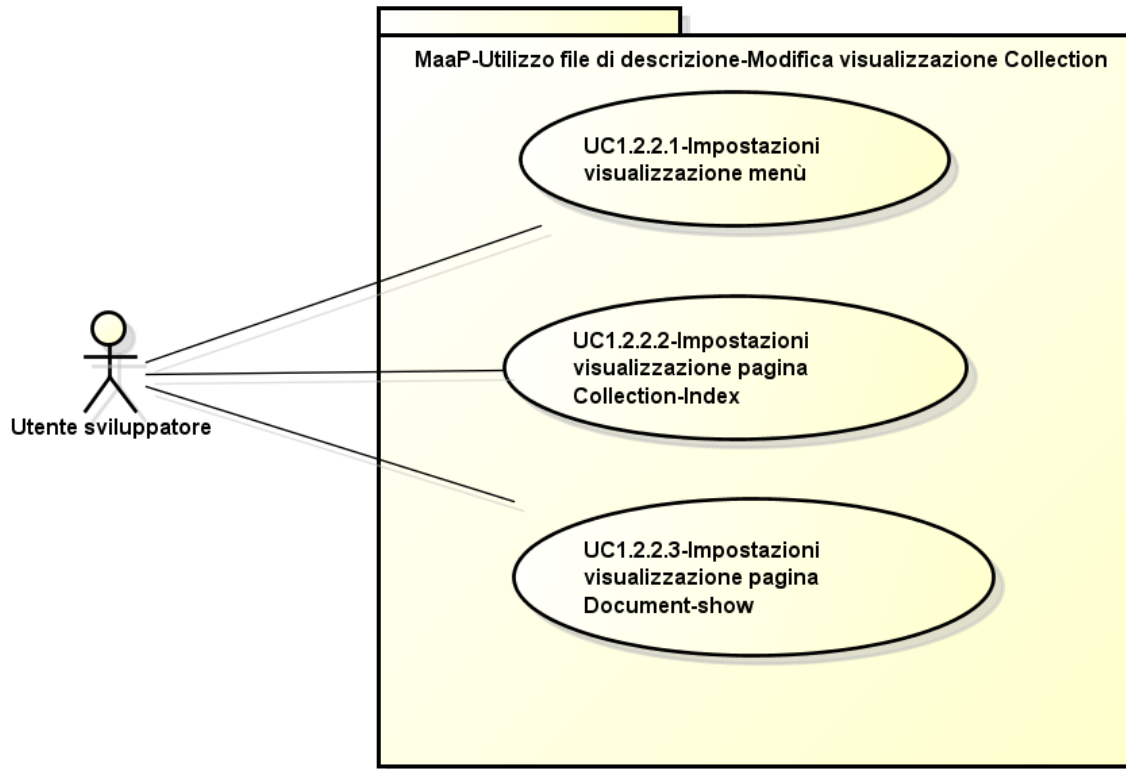 MaaP-Utilizzo file di descrizione-Modifica visualizzazione Collection
UC1.2.2.1-Impostazioni
visualizzazione menù
UC1.2.2.2-Impostazioni
visualizzazione pagina
Collection-Index
Utente sviluppatore
UC1.2.2.3-Impostazioni
visualizzazione pagina
Document-show